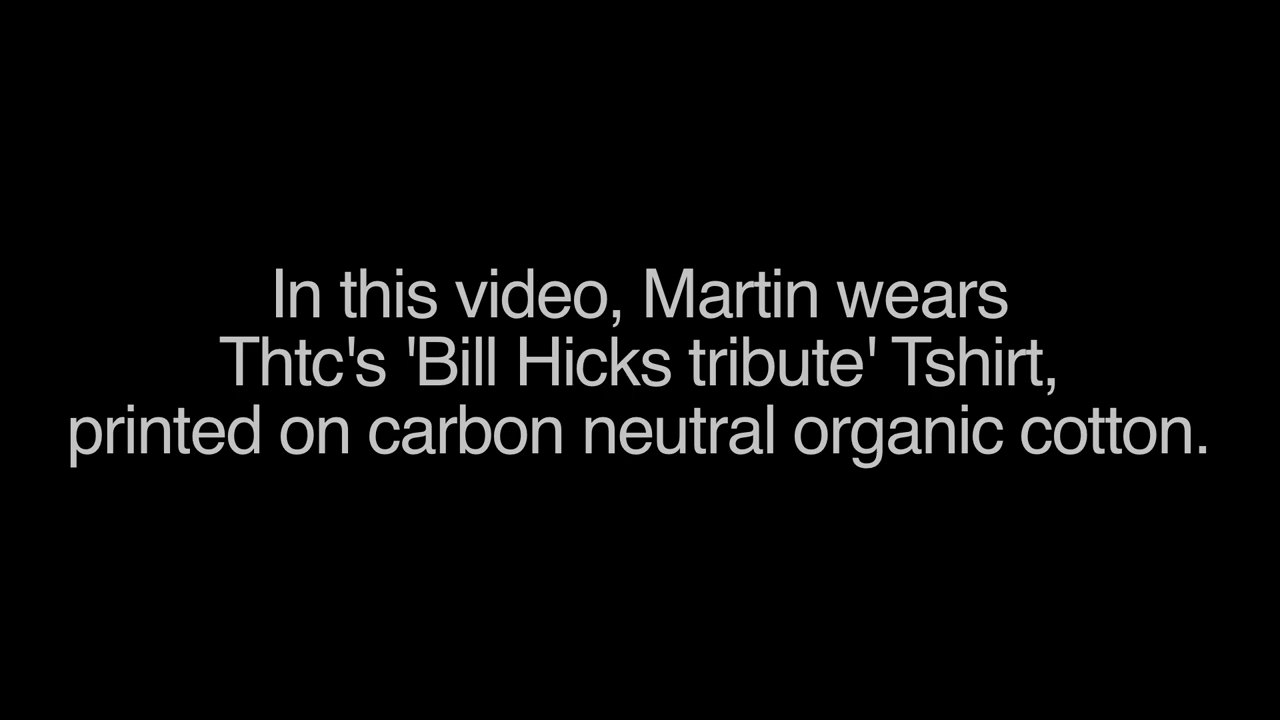 In this video, Martin wears
Thtc's 'Bill Hicks tribute' Tshirt,
printed on carbon neutral organic cotton.